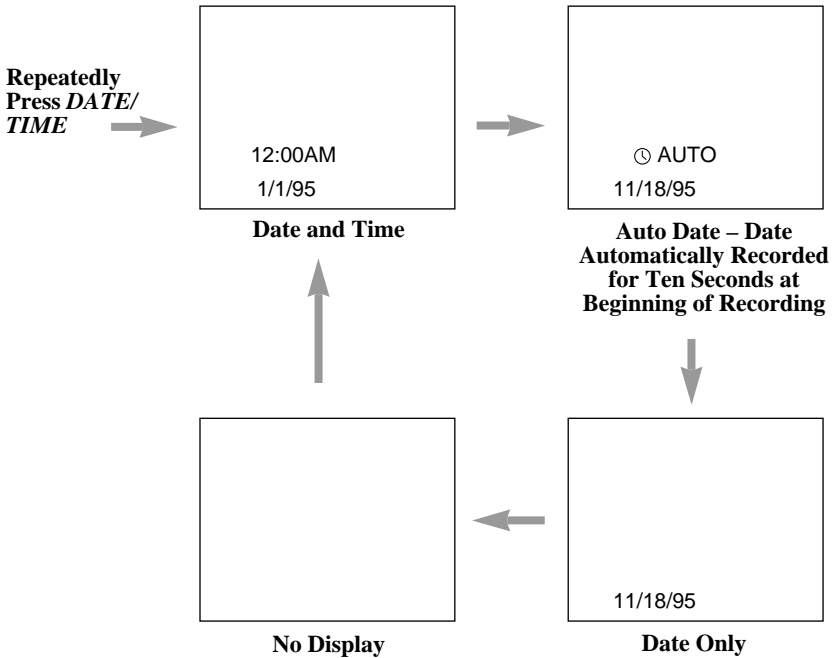 Repeatedly
Press DATE/
TIME
12:00AM
1/1/95
Date and Time
AUTO
11/18/95
Auto Date – Date
Automatically Recorded
for Ten Seconds at
Beginning of Recording
11/18/95
Date Only
No Display